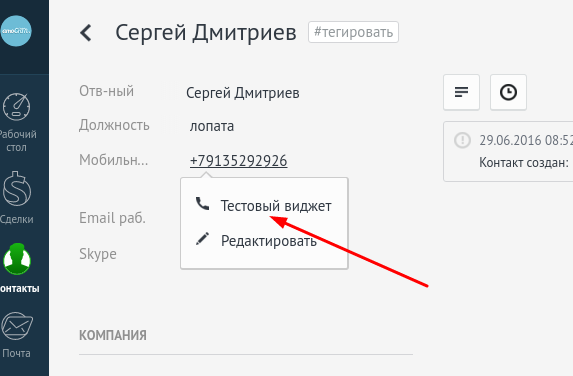 amoCRM.
Сергей Дмитриев #тегировать
Отв-ный Сергей Дмитриев
Должность лопата
Мобильн... +79135292926
Тестовый виджет
Редактировать
Email раб.
Skype
КОМПАНИЯ
Рабочий
стол
Сделки
онтакты
Почта
29.06.2016 08:52
Контакт создан: